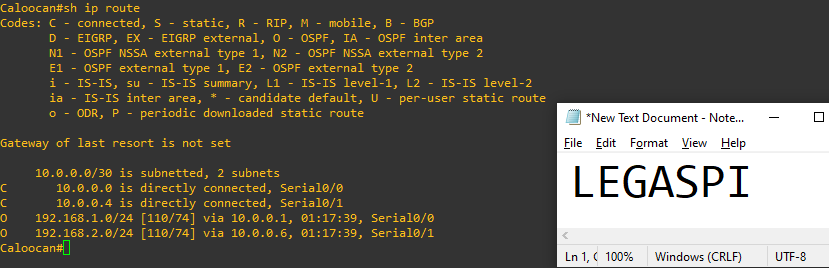 Caloocan#sh ip route
Codes: C - connected, S - static, R - RIP, M - mobile, B - BGP
       D - EIGRP, EX - EIGRP external, O - OSPF, IA - OSPF inter area
       N1 - OSPF NSSA external type 1, N2 - OSPF NSSA external type 2
       E1 - OSPF external type 1, E2 - OSPF external type 2
       i - IS-IS, su - IS-IS summary, L1 - IS-IS level-1, L2 - IS-IS level-2
       ia - IS-IS inter area, * - candidate default, U - per-user static route
       o - ODR, P - periodic downloaded static route
Gateway of last resort is not set
     10.0.0.0/30 is subnetted, 2 subnets
C       10.0.0.0 is directly connected, Serial0/0
C       10.0.0.4 is directly connected, Serial0/1
O    192.168.1.0/24 [110/74] via 10.0.0.1, 01:17:39, Serial0/0
O    192.168.2.0/24 [110/74] via 10.0.0.6, 01:17:39, Serial0/1
Caloocan#
*New Text Document - Note...
File Edit Format View Help
LEGASPI
Ln 1, C 100% Windows (CRLF) UTF-8